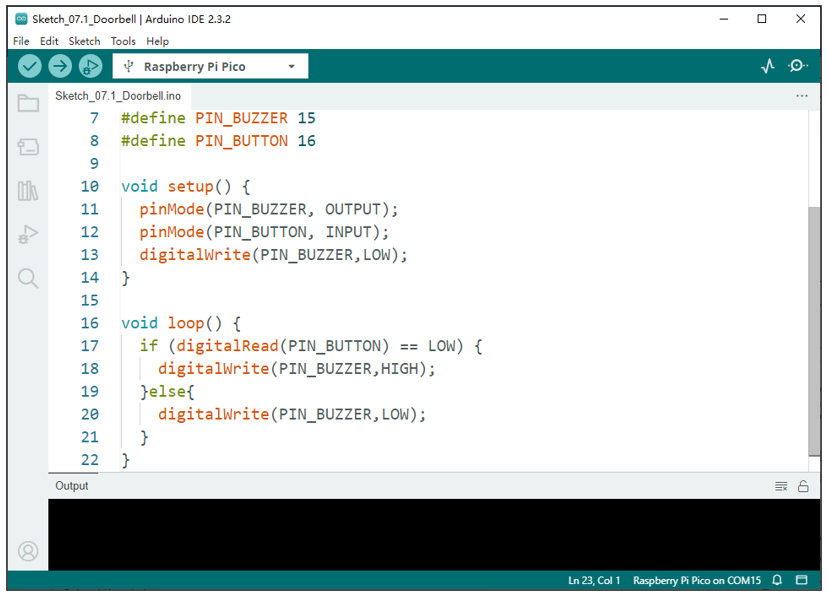 Sketch_07.1_Doorbell | Arduino IDE 2.3.2
File Edit Sketch Tools Help
Raspberry Pi Pico
Sketch_07.1_Doorbell.ino
7 #define PIN_BUZZER 15
8 #define PIN_BUTTON 16
9
10 void setup() {
11 pinMode(PIN_BUZZER, OUTPUT);
12 pinMode(PIN_BUTTON, INPUT);
13 digitalWrite(PIN_BUZZER,LOW);
14 }
15
16 void loop() {
17 if (digitalRead(PIN_BUTTON) == LOW) {
18 digitalWrite(PIN_BUZZER,HIGH);
19 }else{
20 digitalWrite(PIN_BUZZER,LOW);
21 }
22 }
Output
Ln 23, Col 1 Raspberry Pi Pico on COM15